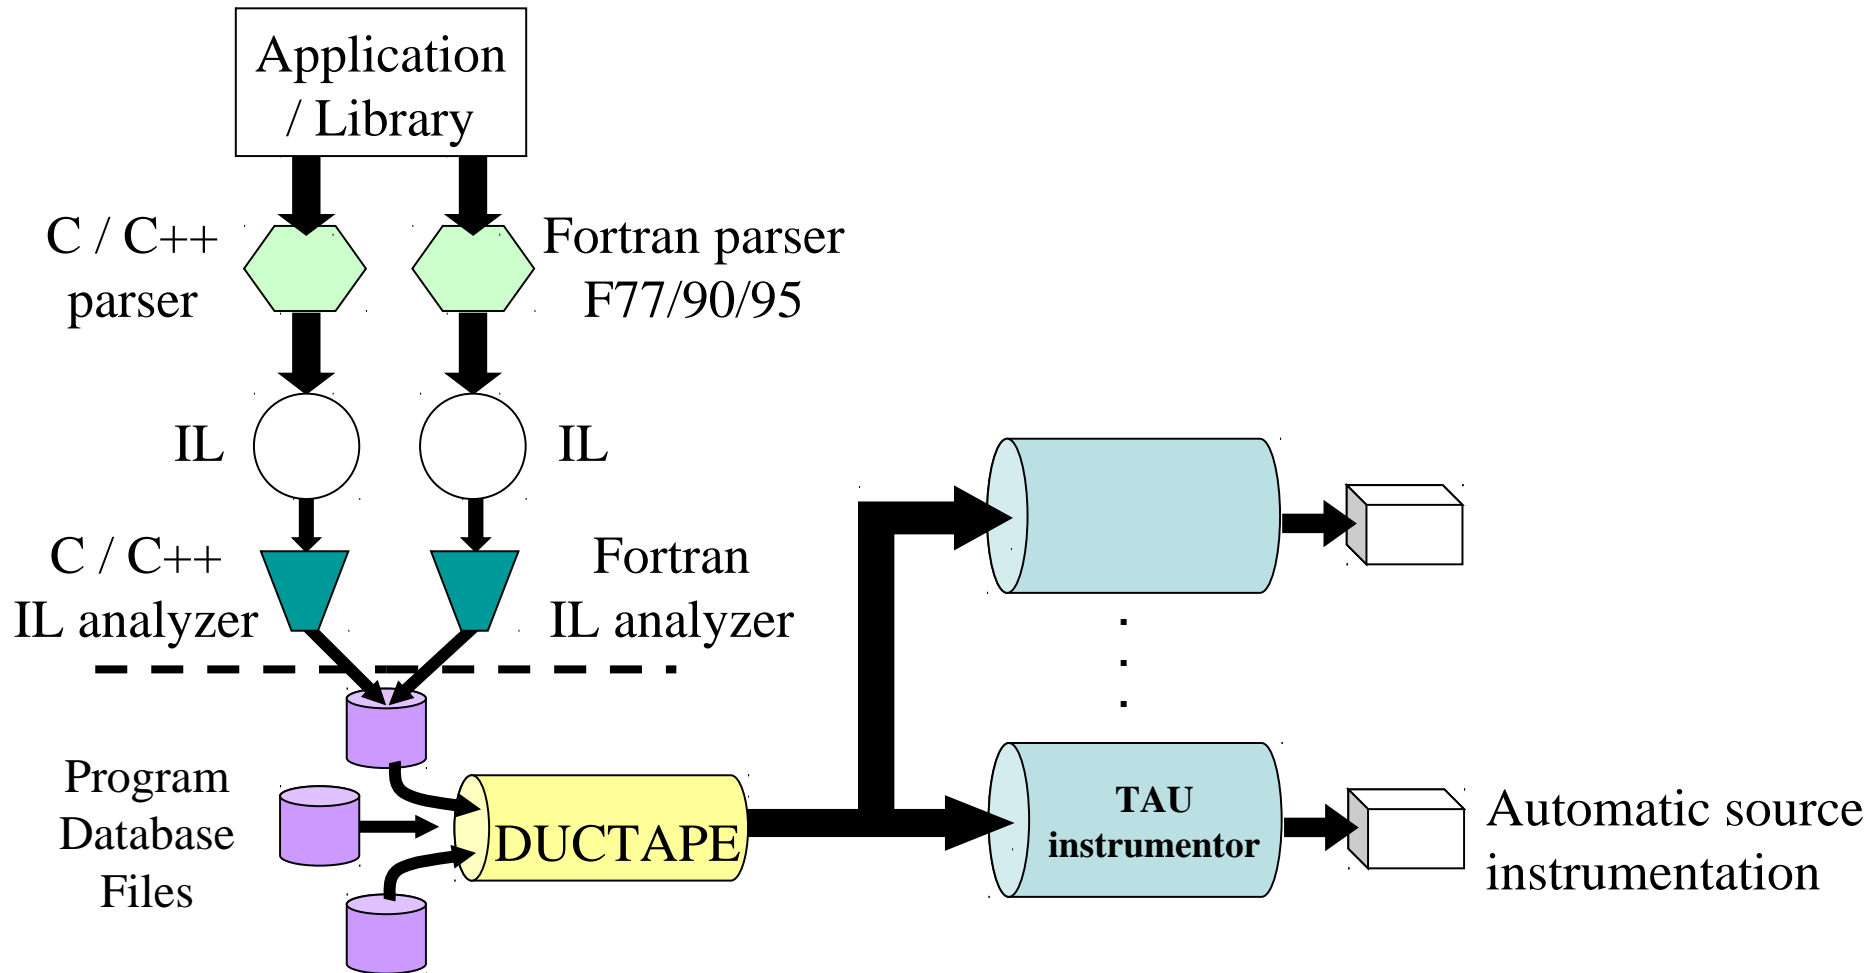 Application
/ Library
C / C++
parser
Fortran parser
F77/90/95
IL
IL
C / C++
IL analyzer
Fortran
IL analyzer
Program
Database
Files
DUCTAPE
TAU
instrumentor
Automatic source
instrumentation